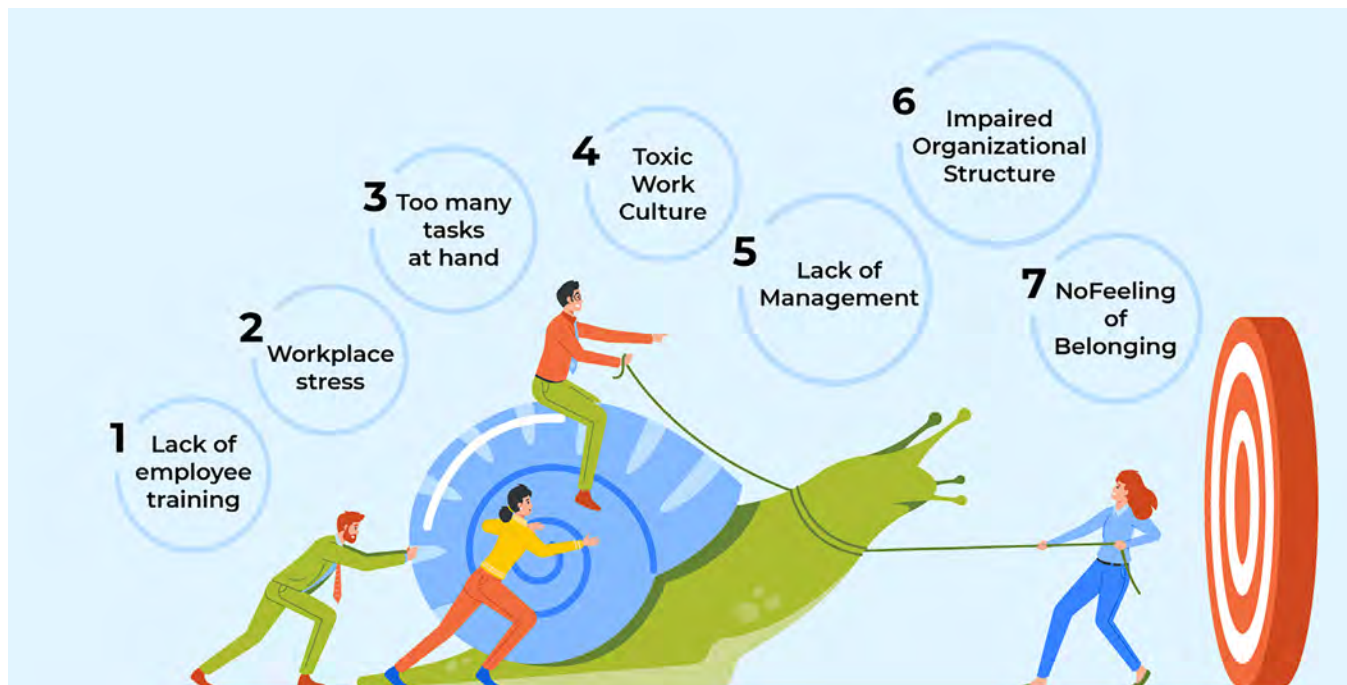 1
Lack of
employee
training
2
Workplace
stress
3
Too many
tasks
at hand
4
Toxic
Work
Culture
5
Lack of
Management
6
Impaired
Organizational
Structure
7
NoFeeling
of
Belonging